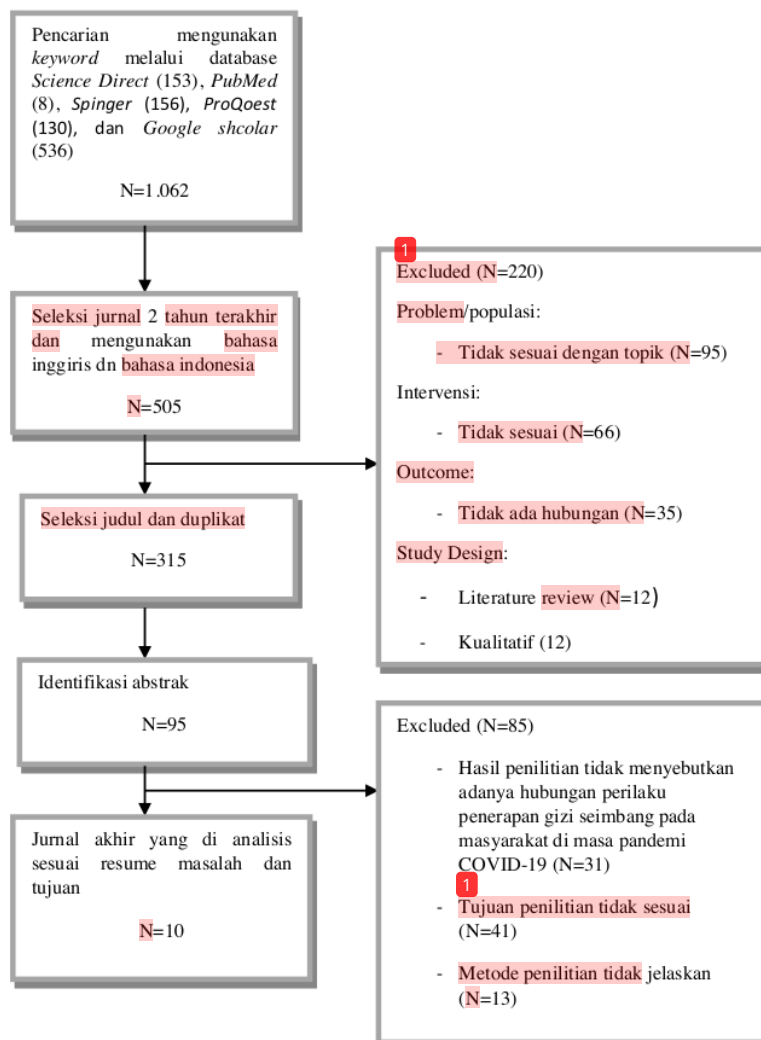 Pencarian mengunakan
keyword melalui database
Science Direct (153), PubMed
(8), Spinger (156), ProQoest
(130), dan Google shcolar
(536)
N=1.062
Seleksi jurnal 2 tahun terakhir
dan mengunakan bahasa
inggiris dn bahasa indonesia
N=505
1
Excluded (N=220)
Problem/populasi:
- Tidak sesuai dengan topik (N=95)
Intervensi:
- Tidak sesuai (N=66)
Outcome:
- Tidak ada hubungan (N=35)
Study Design:
- Literature review (N=12)
- Kualitatif (12)
Seleksi judul dan duplikat
N=315
Identifikasi abstrak
N=95
Excluded (N=85)
- Hasil penilitian tidak menyebutkan
adanya hubungan perilaku
penerapan gizi seimbang pada
masyarakat di masa pandemi
COVID-19 (N=31)
1
- Tujuan penilitian tidak sesuai
(N=41)
- Metode penilitian tidak jelaskan
(N=13)
Jurnal akhir yang di analisis
sesuai resume masalah dan
tujuan
N=10